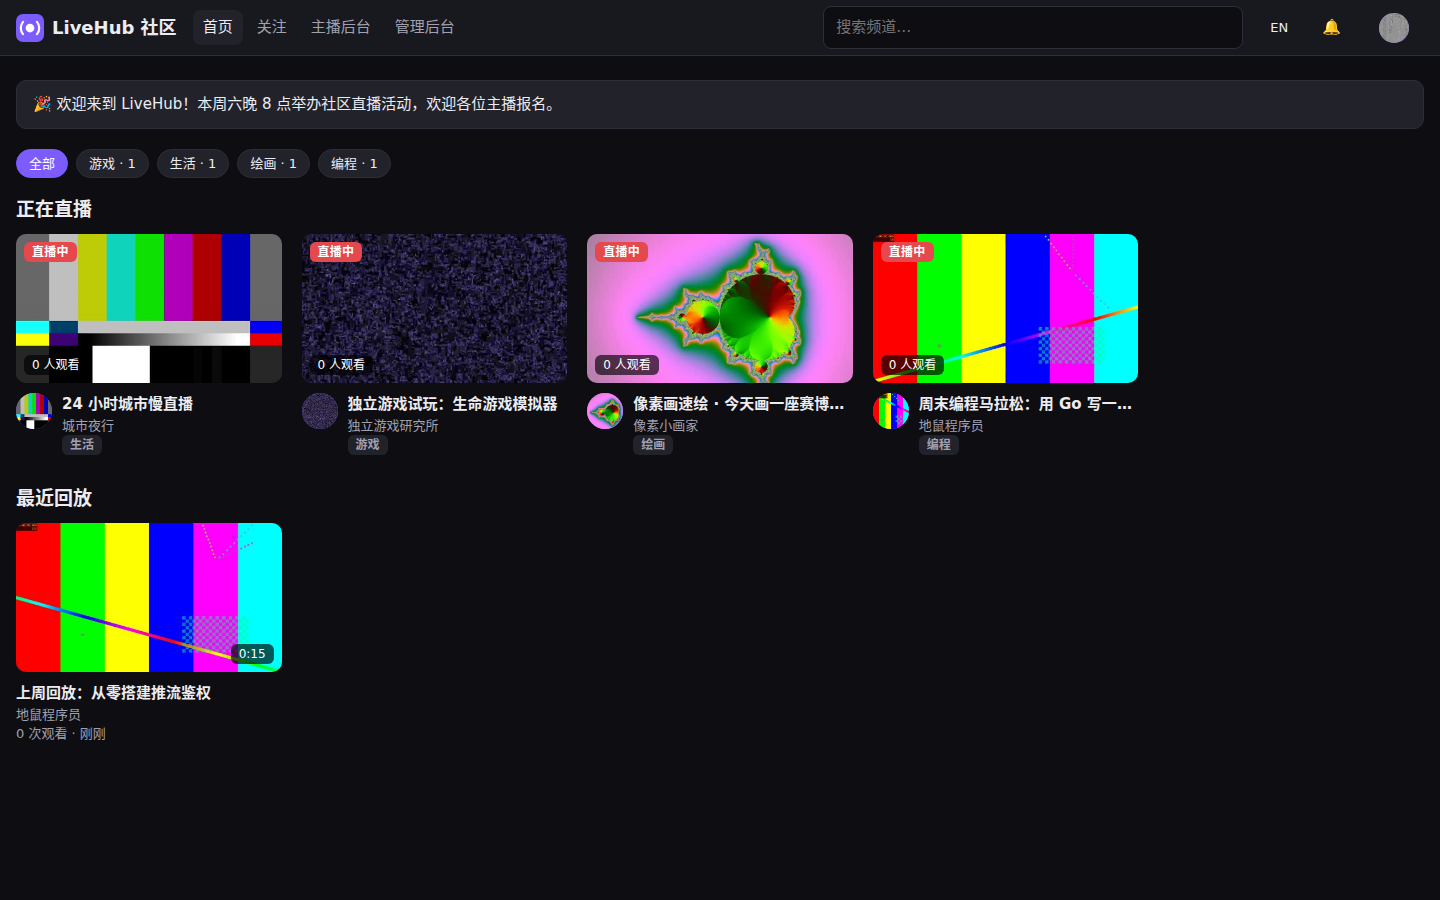 LiveHub 社区
首页
关注
主播后台
管理后台
搜索频道...
EN
🎉 欢迎来到 LiveHub！本周六晚 8 点举办社区直播活动，欢迎各位主播报名。
全部
游戏 · 1
生活 · 1
绘画 · 1
编程 · 1
正在直播
直播中
0 人观看
24 小时城市慢直播
城市夜行
生活
直播中
0 人观看
独立游戏试玩：生命游戏模拟器
独立游戏研究所
游戏
直播中
0 人观看
像素画速绘 · 今天画一座赛博...
像素小画家
绘画
直播中
0 人观看
周末编程马拉松：用 Go 写一...
地鼠程序员
编程
最近回放
0:15
上周回放：从零搭建推流鉴权
地鼠程序员
0 次观看 · 刚刚